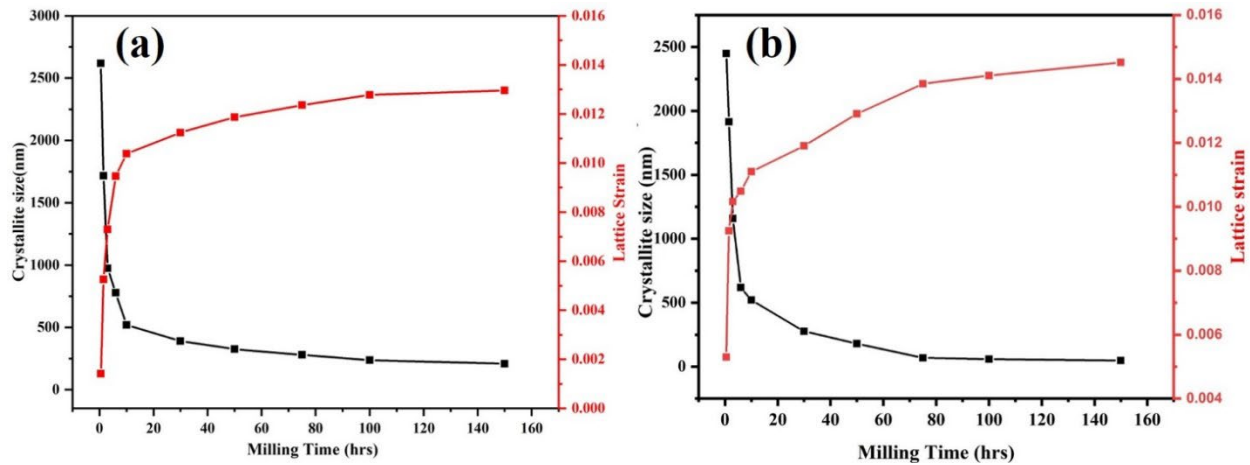 (a)
3000
2500
2000
1500
1000
500
0
Crystallite size(nm)
0 20 40 60 80 100 120 140 160
Milling Time (hrs)
0.016
0.014
0.012
0.010
0.008
0.006
0.004
0.002
0.000
Lattice Strain
(b)
2500
2000
1500
1000
500
0
Crystallite size (nm)
0 20 40 60 80 100 120 140 160
Milling Time (hrs)
0.016
0.014
0.012
0.010
0.008
0.006
0.004
Lattice strain